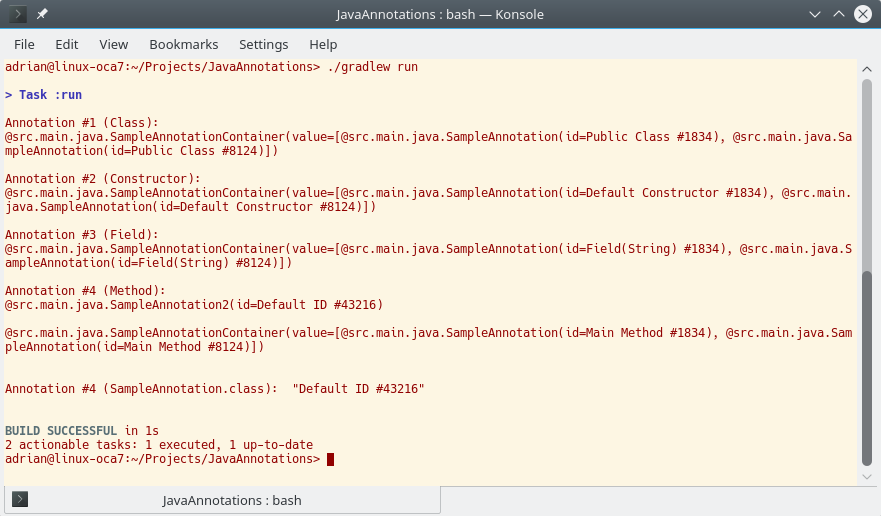 JavaAnnotations : bash — Konsole
File Edit View Bookmarks Settings Help
adrian@linux-oca7:~/Projects/JavaAnnotations> ./gradlew run
> Task :run
Annotation #1 (Class):
@src.main.java.SampleAnnotationContainer(value=[@src.main.java.SampleAnnotation(id=Public Class #1834), @src.main.java.Sa
mpleAnnotation(id=Public Class #8124)])
Annotation #2 (Constructor):
@src.main.java.SampleAnnotationContainer(value=[@src.main.java.SampleAnnotation(id=Default Constructor #1834), @src.main.
java.SampleAnnotation(id=Default Constructor #8124)])
Annotation #3 (Field):
@src.main.java.SampleAnnotationContainer(value=[@src.main.java.SampleAnnotation(id=Field(String) #1834), @src.main.java.S
ampleAnnotation(id=Field(String) #8124)])
Annotation #4 (Method):
@src.main.java.SampleAnnotation2(id=Default ID #43216)
@src.main.java.SampleAnnotationContainer(value=[@src.main.java.SampleAnnotation(id=Main Method #1834), @src.main.java.Sam
pleAnnotation(id=Main Method #8124)])
Annotation #4 (SampleAnnotation.class):  "Default ID #43216"
BUILD SUCCESSFUL in 1s
2 actionable tasks: 1 executed, 1 up-to-date
adrian@linux-oca7:~/Projects/JavaAnnotations>
JavaAnnotations : bash